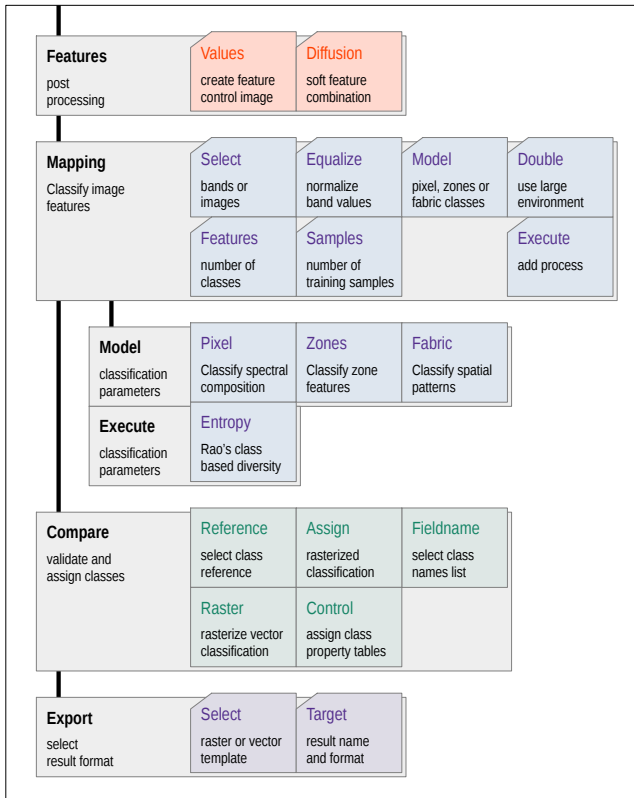 Features
post
processing
Values
create feature
control image
Diffusion
soft feature
combination
Mapping
Classify image
features
Select
bands or
images
Equalize
normalize
band values
Model
pixel, zones or
fabric classes
Double
use large
environment
Features
number of
classes
Samples
number of
training samples
Execute
add process
Model
classification
parameters
Pixel
Classify spectral
composition
Zones
Classify zone
features
Fabric
Classify spatial
patterns
Execute
classification
parameters
Entropy
Rao's class
based diversity
Compare
validate and
assign classes
Reference
select class
reference
Assign
rasterized
classification
Fieldname
select class
names list
Raster
rasterize vector
classification
Control
assign class
property tables
Export
select
result format
Select
raster or vector
template
Target
result name
and format